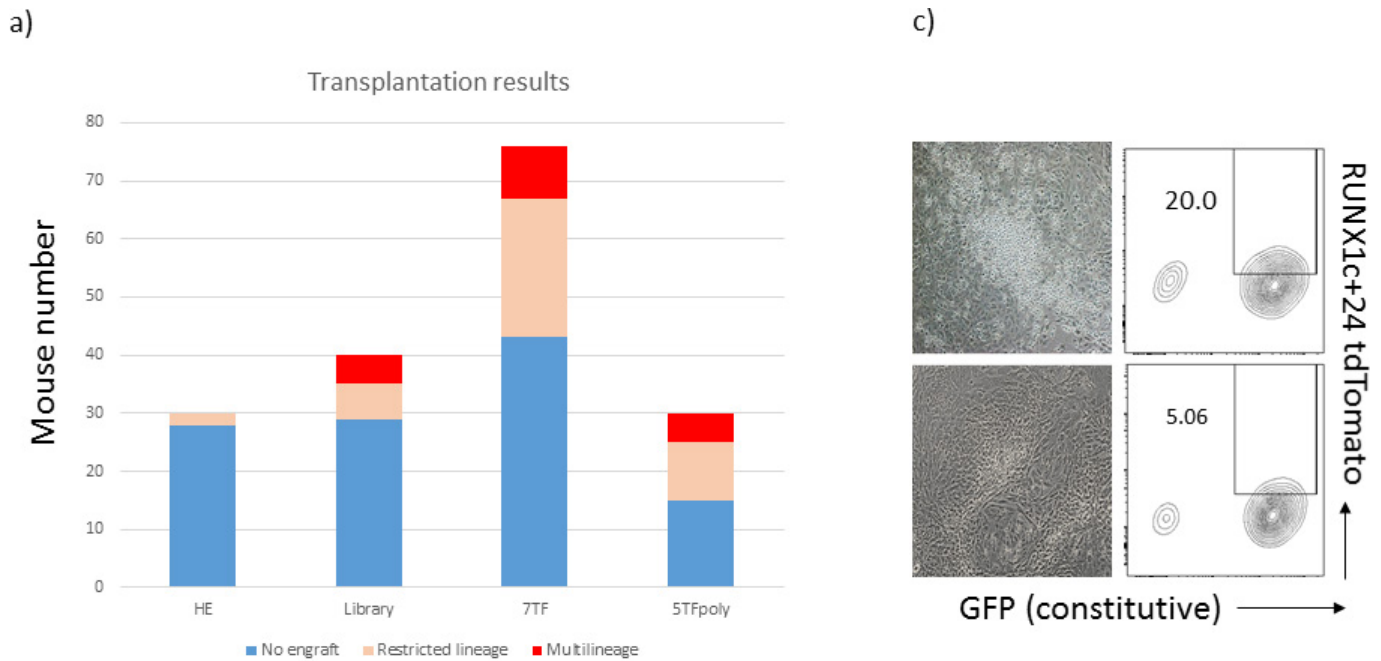 a)
Transplantation results
Mouse number
80
70
60
50
40
30
20
10
0
HE
Library
7TF
5TFpoly
No engraft
Restricted lineage
Multilineage
c)
20.0
5.06
RUNX1c+24 tdTomato
GFP (constitutive)